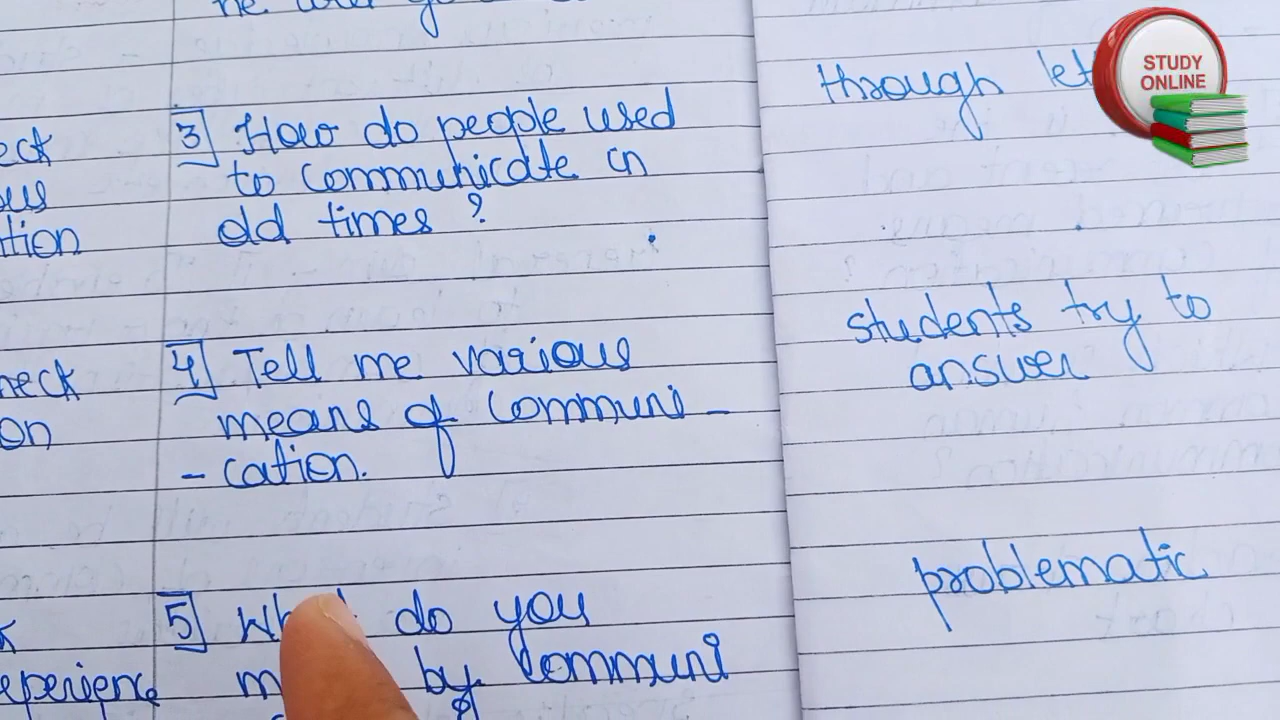 3 How do people used
to communicate in
old times ?
4 Tell me various
means of communi -
- cation.
5 do you
by communi
through
students try to
answer
problematic
STUDY
ONLINE